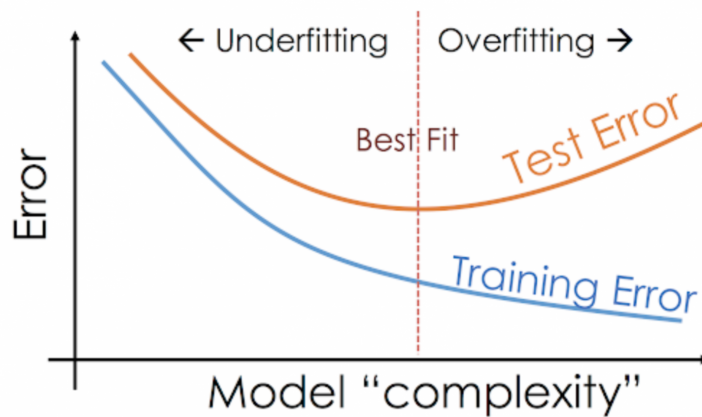 ← Underfitting
Overfitting →
Best Fit
Test Error
Error
Training Error
Model “complexity”